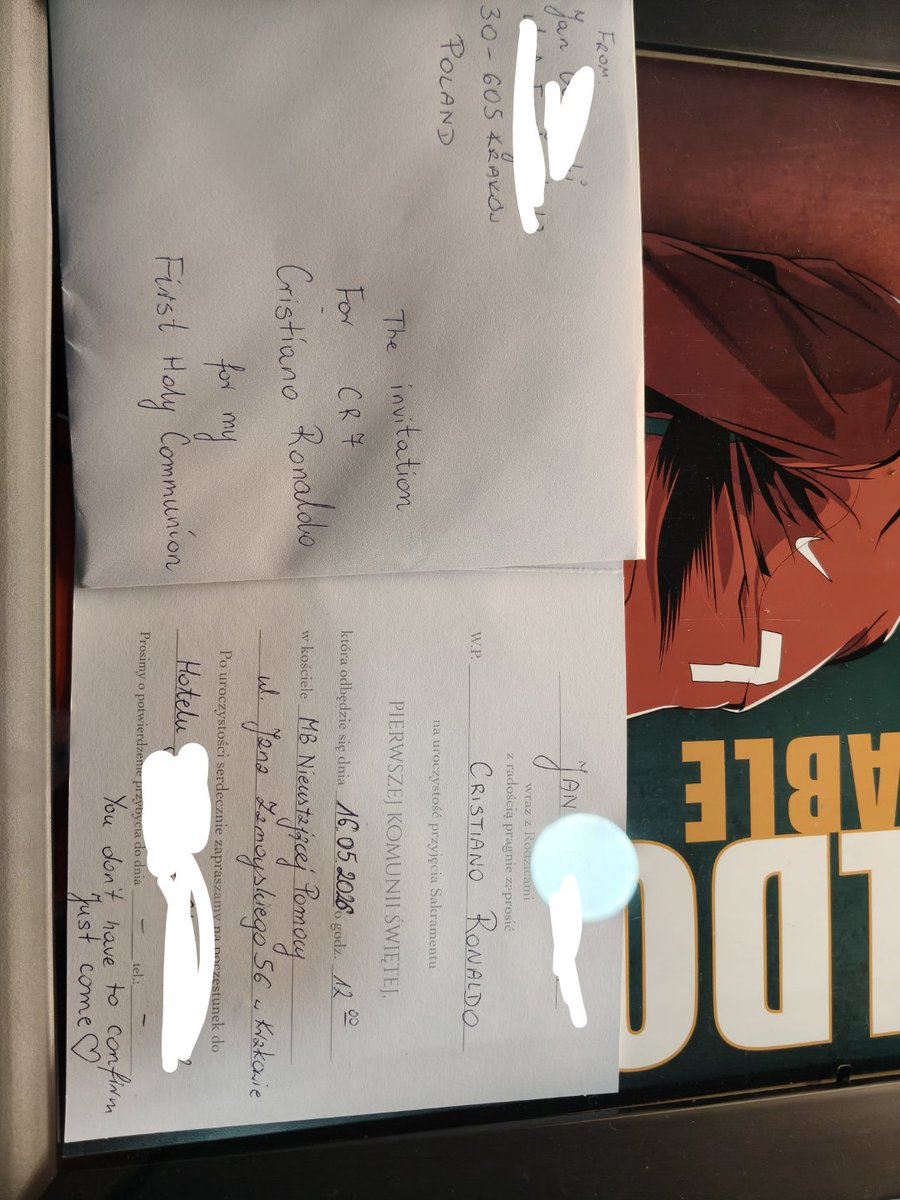 FROM:
Jan
30-605 KRAKÓW
POLAND
The invitation
For CR7
Cristiano Ronaldo
for my
First Holy Communion
JAN
wraz z Rodzicami
z radością pragnie zaprosić
W.P. CRISTIANO RONALDO
na uroczystość przyjęcia Sakramentu
PIERWSZEJ KOMUNII ŚWIĘTEJ,
która odbędzie się dnia 16.05.2026 o godz. 12 00
w kościele MB Nieustającej Pomocy
ul. Jana Zamoyskiego 56 w Krakowie
Po uroczystości serdecznie zapraszamy na poczęstunek do
Hotelu
Prosimy o potwierdzenie przybycia do dnia - tel.: -
You don't have to confirm
just come ♡
ABLE
LDO
7